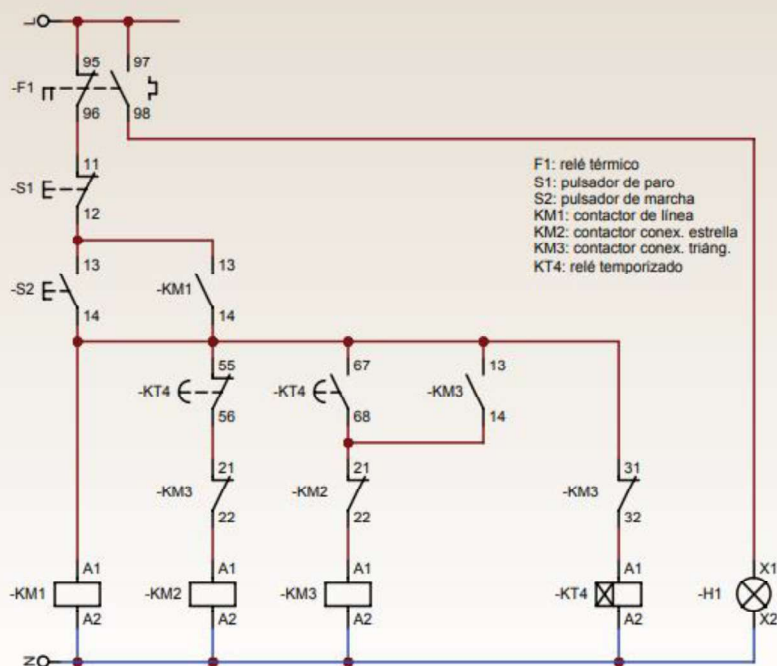 L
95 97
-F1
96 98
11
-S1
12
F1: relé térmico
S1: pulsador de paro
S2: pulsador de marcha
KM1: contactor de línea
KM2: contactor conex. estrella
KM3: contactor conex. triáng.
KT4: relé temporizado
13 13
-S2 -KM1
14 14
55 67 13
-KT4 -KT4 -KM3
56 68 14
21 21 31
-KM3 -KM2 -KM3
22 22 32
A1 A1 A1 A1 X1
-KM1 -KM2 -KM3 -KT4 -H1
A2 A2 A2 A2 X2
N